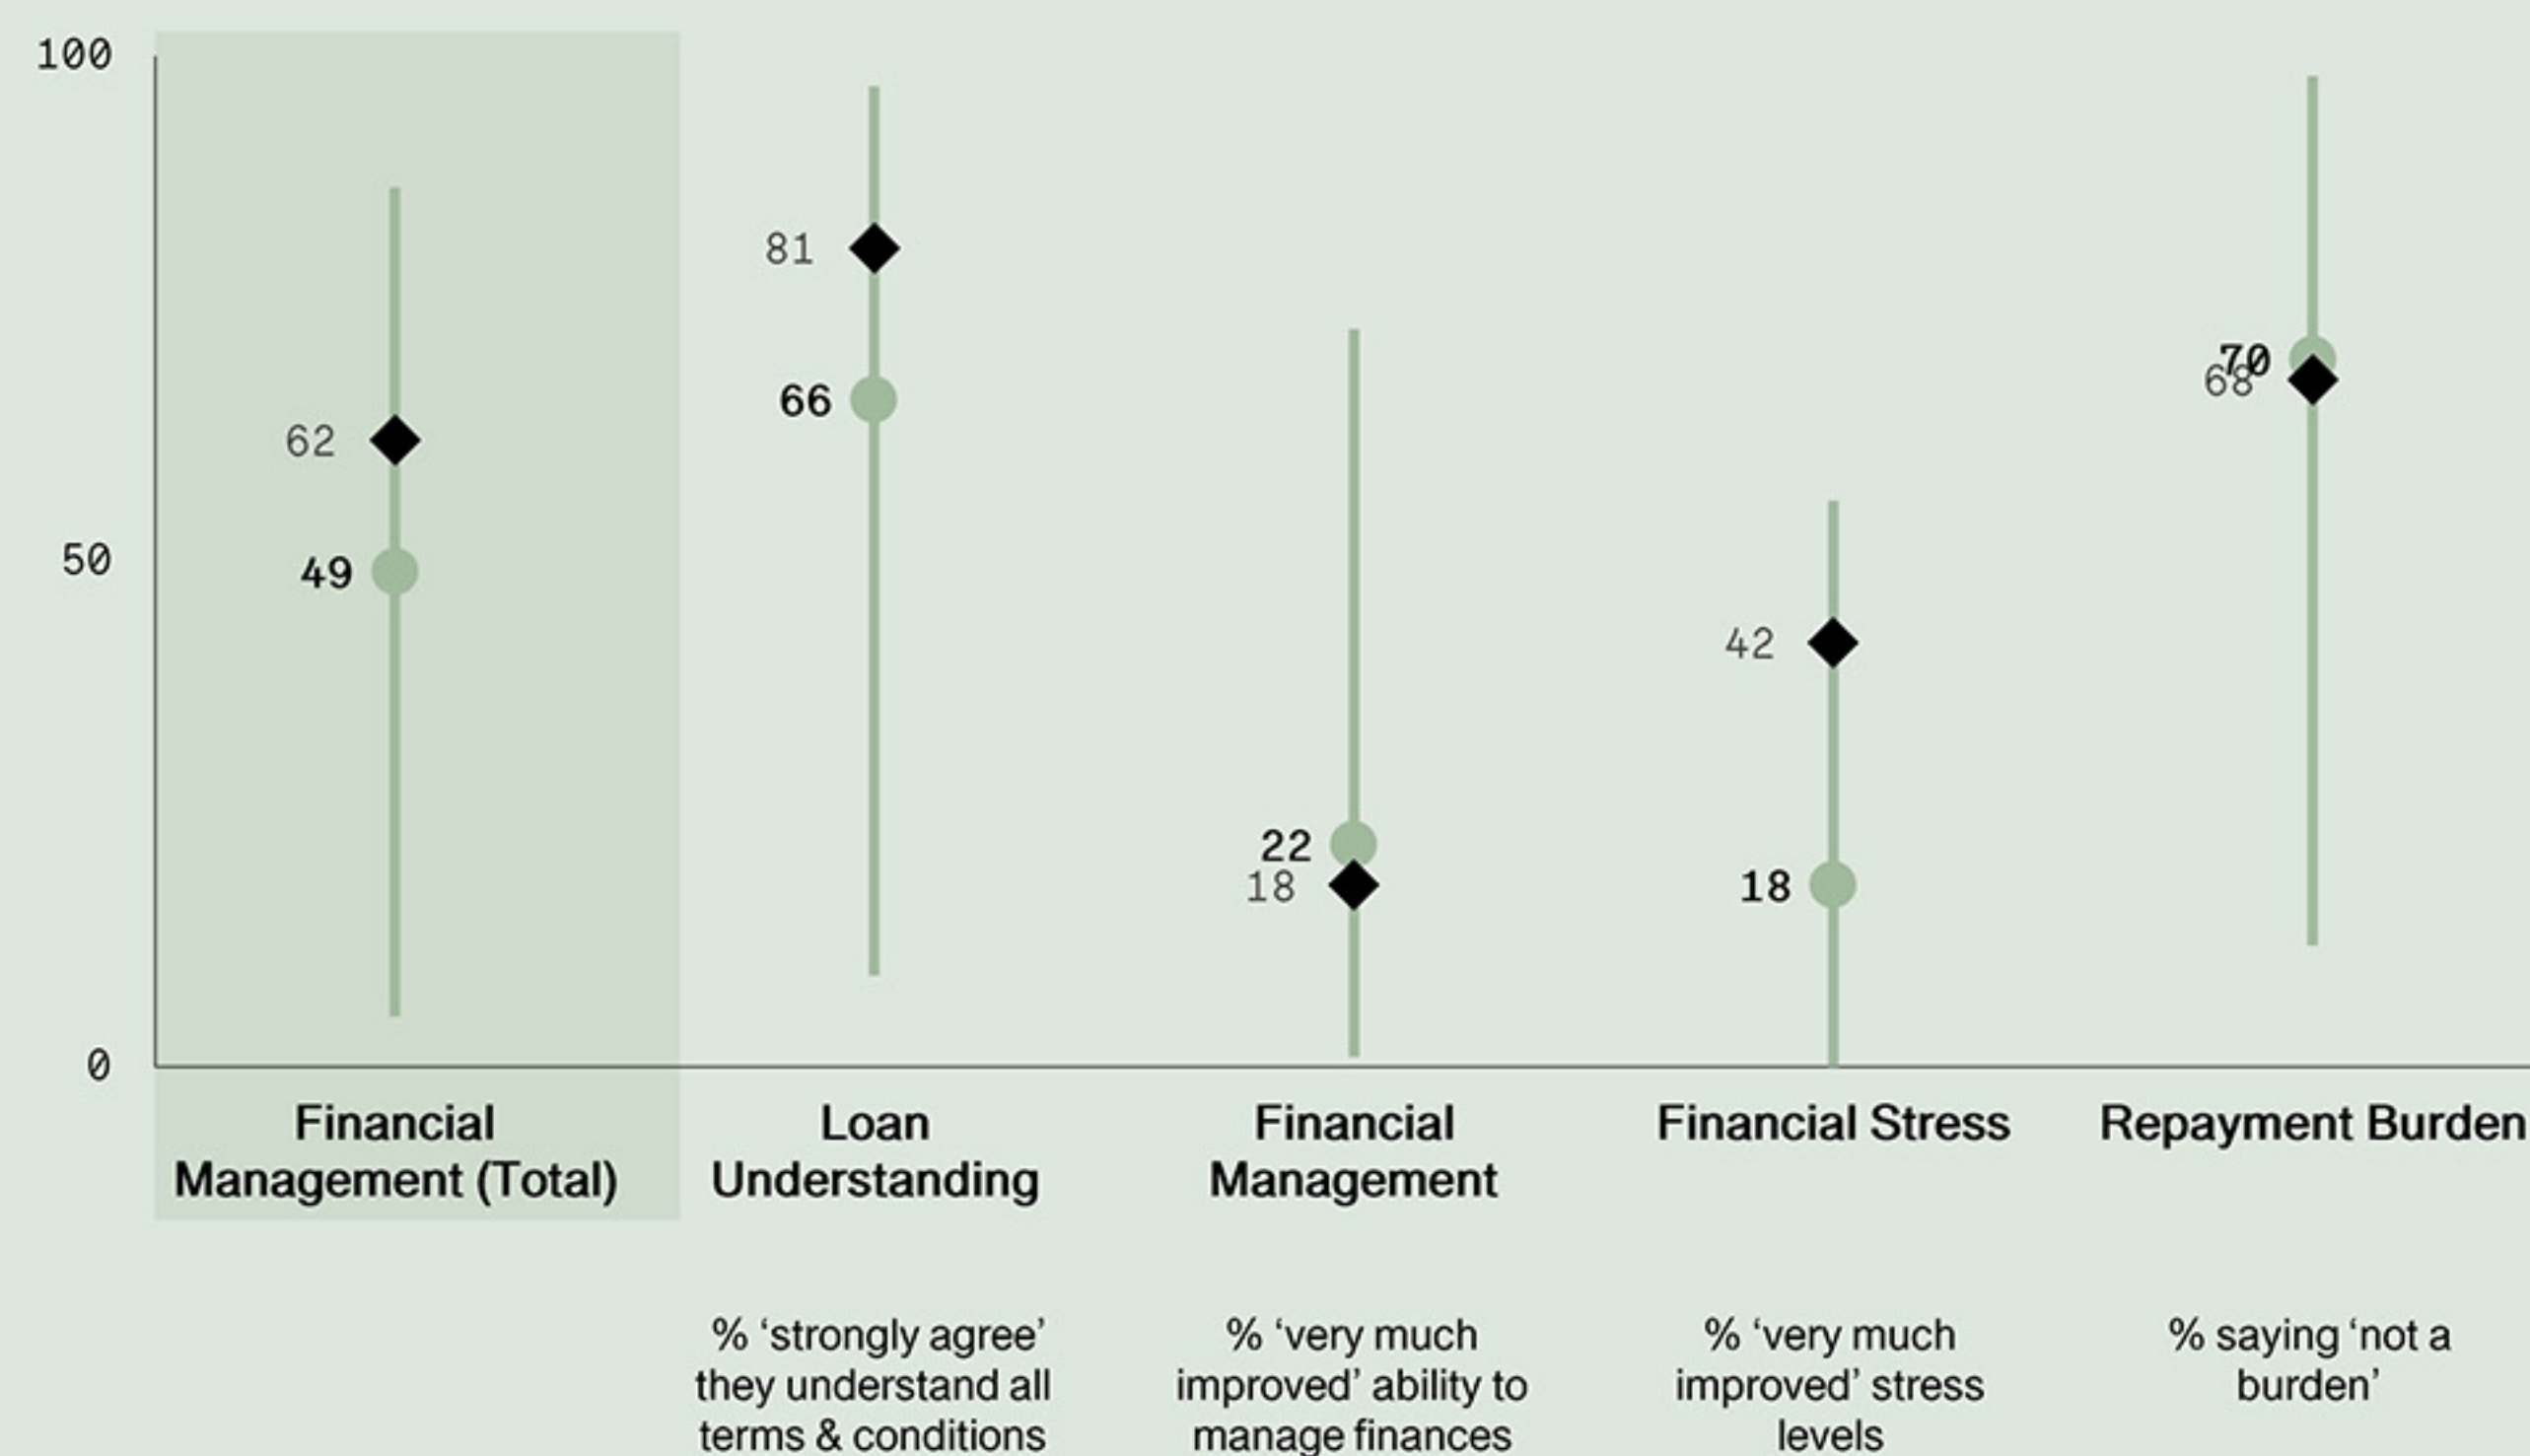 100
50
0
62
49
81
66
22
18
42
18
70
68
Financial
Management (Total)
Loan
Understanding
Financial
Management
Financial Stress
Repayment Burden
% ‘strongly agree’
they understand all
terms & conditions
% ‘very much
improved’ ability to
manage finances
% ‘very much
improved’ stress
levels
% saying ‘not a
burden’